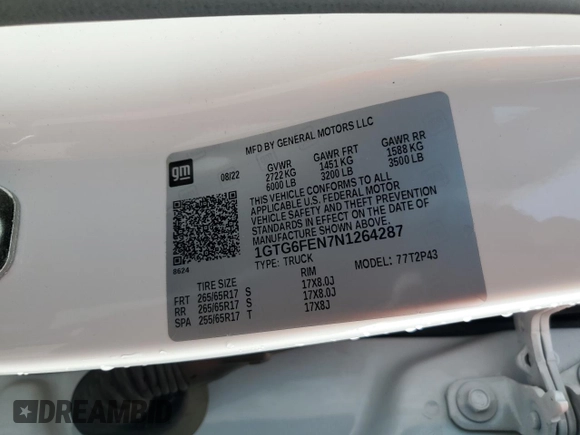 MFD BY GENERAL MOTORS LLC
gm
08/22
GVWR GAWR FRT GAWR RR
2722 KG 1451 KG 1588 KG
6000 LB 3200 LB 3500 LB
THIS VEHICLE CONFORMS TO ALL
APPLICABLE U.S. FEDERAL MOTOR
VEHICLE SAFETY AND THEFT PREVENTION
STANDARDS IN EFFECT ON THE DATE OF
MANUFACTURE SHOWN ABOVE.
1GTG6FEN7N1264287
TYPE: TRUCK MODEL: 77T2P43
8624
TIRE SIZE RIM
FRT 265/65R17 S 17X8.0J
RR 265/65R17 S 17X8.0J
SPA 255/65R17 T 17X8J
DREAMBID